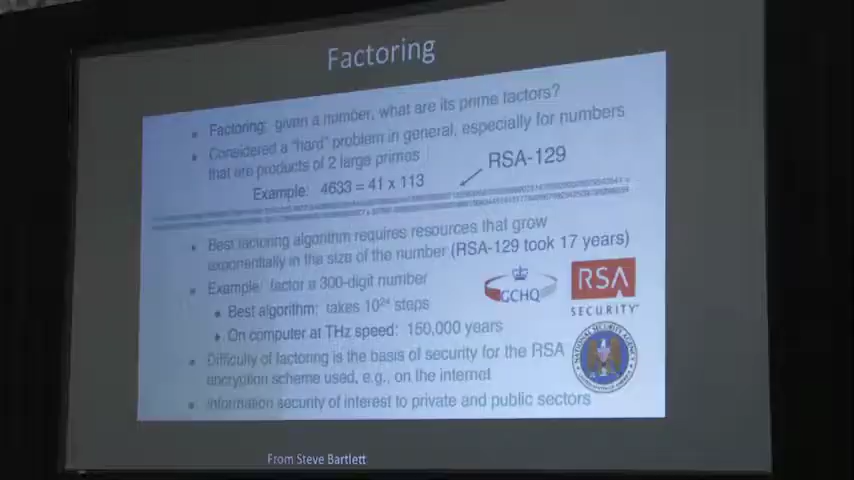 Factoring
• Factoring: given a number, what are its prime factors?
• Considered a "hard" problem in general, especially for numbers
that are products of 2 large primes
RSA-129
Example: 4633 = 41 x 113
• Best factoring algorithm requires resources that grow
exponentially in the size of the number (RSA-129 took 17 years)
• Example: factor a 300-digit number
• Best algorithm: takes 10²⁴ steps
• On computer at THz speed: 150,000 years
GCHQ
RSA
SECURITY
• Difficulty of factoring is the basis of security for the RSA
encryption scheme used, e.g., on the internet
NATIONAL SECURITY AGENCY
• Information security of interest to private and public sectors
From Steve Bartlett